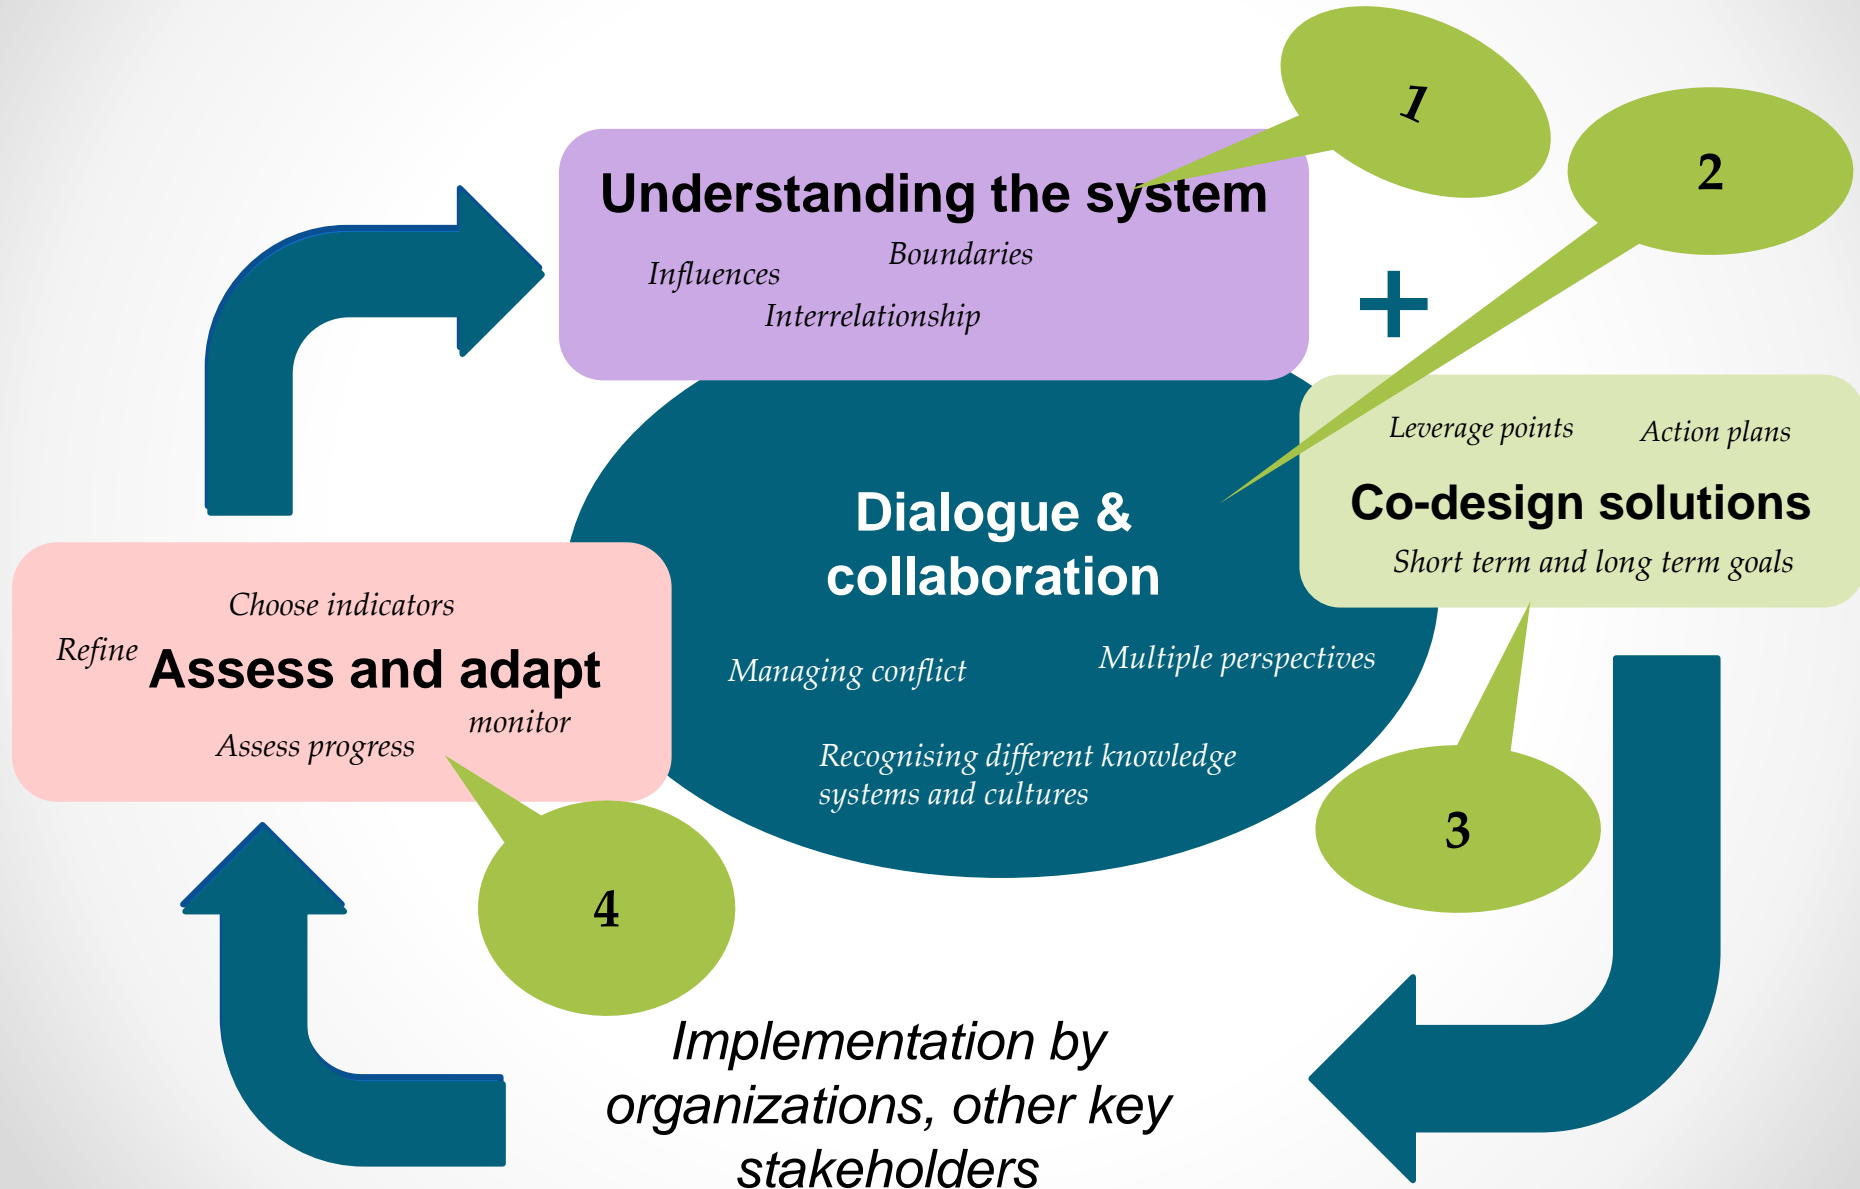 1
2
Understanding the system
Boundaries
Influences
Interrelationship
+
Leverage points
Action plans
Co-design solutions
Short term and long term goals
Dialogue &
collaboration
Managing conflict
Multiple perspectives
Recognising different knowledge
systems and cultures
Choose indicators
Refine
Assess and adapt
monitor
Assess progress
3
4
Implementation by
organizations, other key
stakeholders